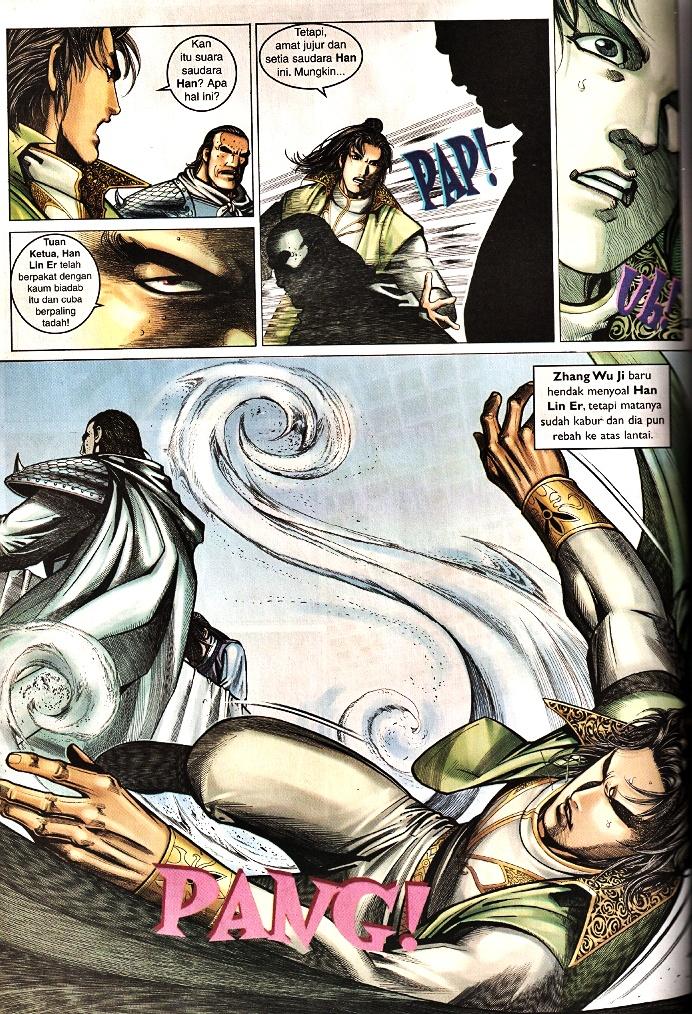 Kan
itu suara
saudara
Han? Apa
hal ini?
Tetapi,
amat jujur dan
setia saudara Han
ini. Mungkin...
PAP!
Tuan
Ketua, Han
Lin Er telah
berpakat dengan
kaum biadab
itu dan cuba
berpaling
tadah!
Uh!
Zhang Wu Ji baru
hendak menyoal Han
Lin Er, tetapi matanya
sudah kabur dan dia pun
rebah ke atas lantai.
PANG!